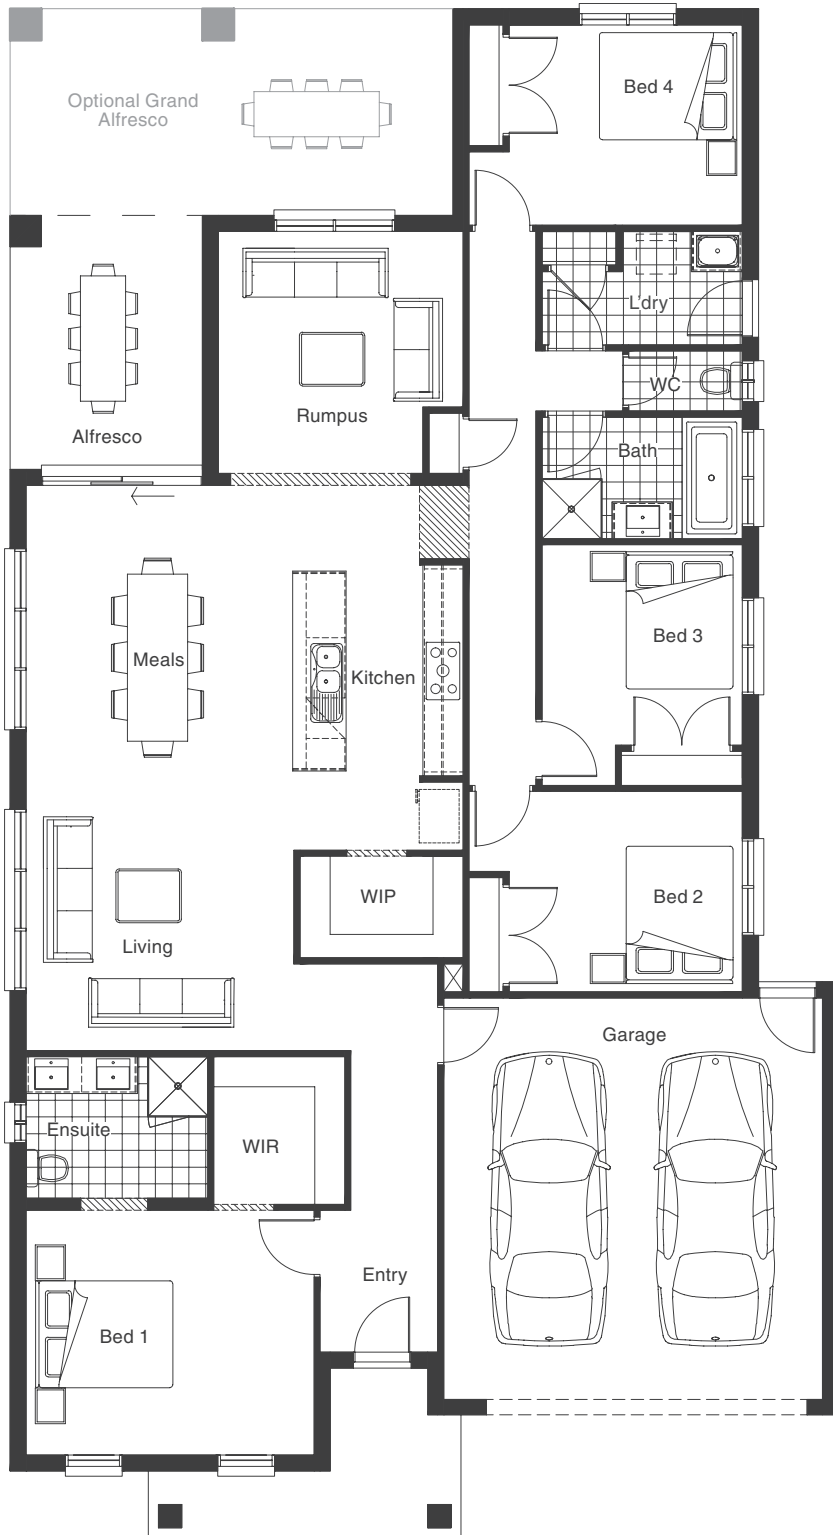 Bed 4
Optional Grand
Alfresco
L'dry
WC
Rumpus
Alfresco
Bath
Bed 3
Meals
Kitchen
WIP
Bed 2
Living
Garage
Ensuite
WIR
Entry
Bed 1